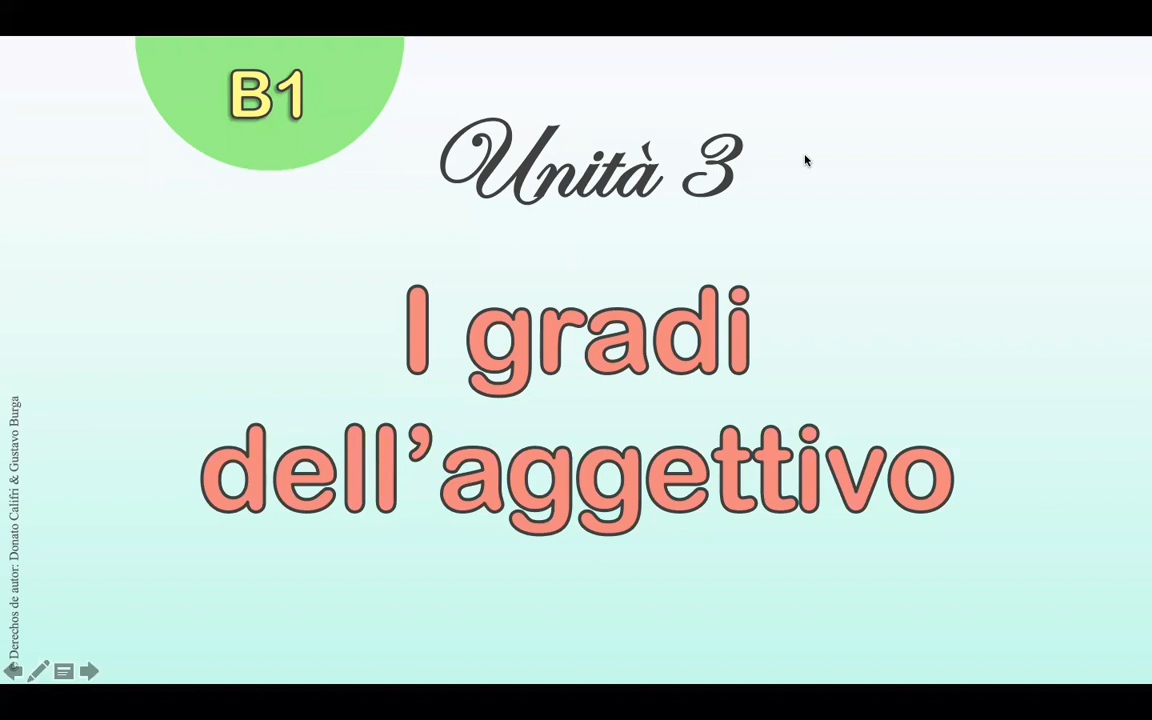 B1
Unità 3
I gradi
dell’aggettivo
© Derechos de autor: Donato Califri & Gustavo Burga